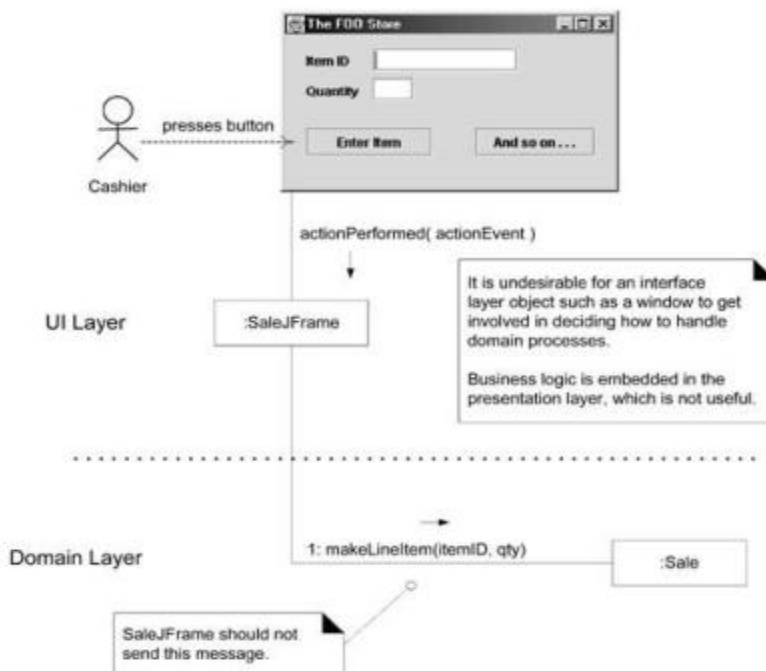 The FOO Store
Item ID
Quantity
Enter Item
And so on . . .
presses button
Cashier
actionPerformed( actionEvent )
UI Layer
:SaleJFrame
It is undesirable for an interface
layer object such as a window to get
involved in deciding how to handle
domain processes.
Business logic is embedded in the
presentation layer, which is not useful.
Domain Layer
1: makeLineItem(itemID, qty)
:Sale
SaleJFrame should not
send this message.